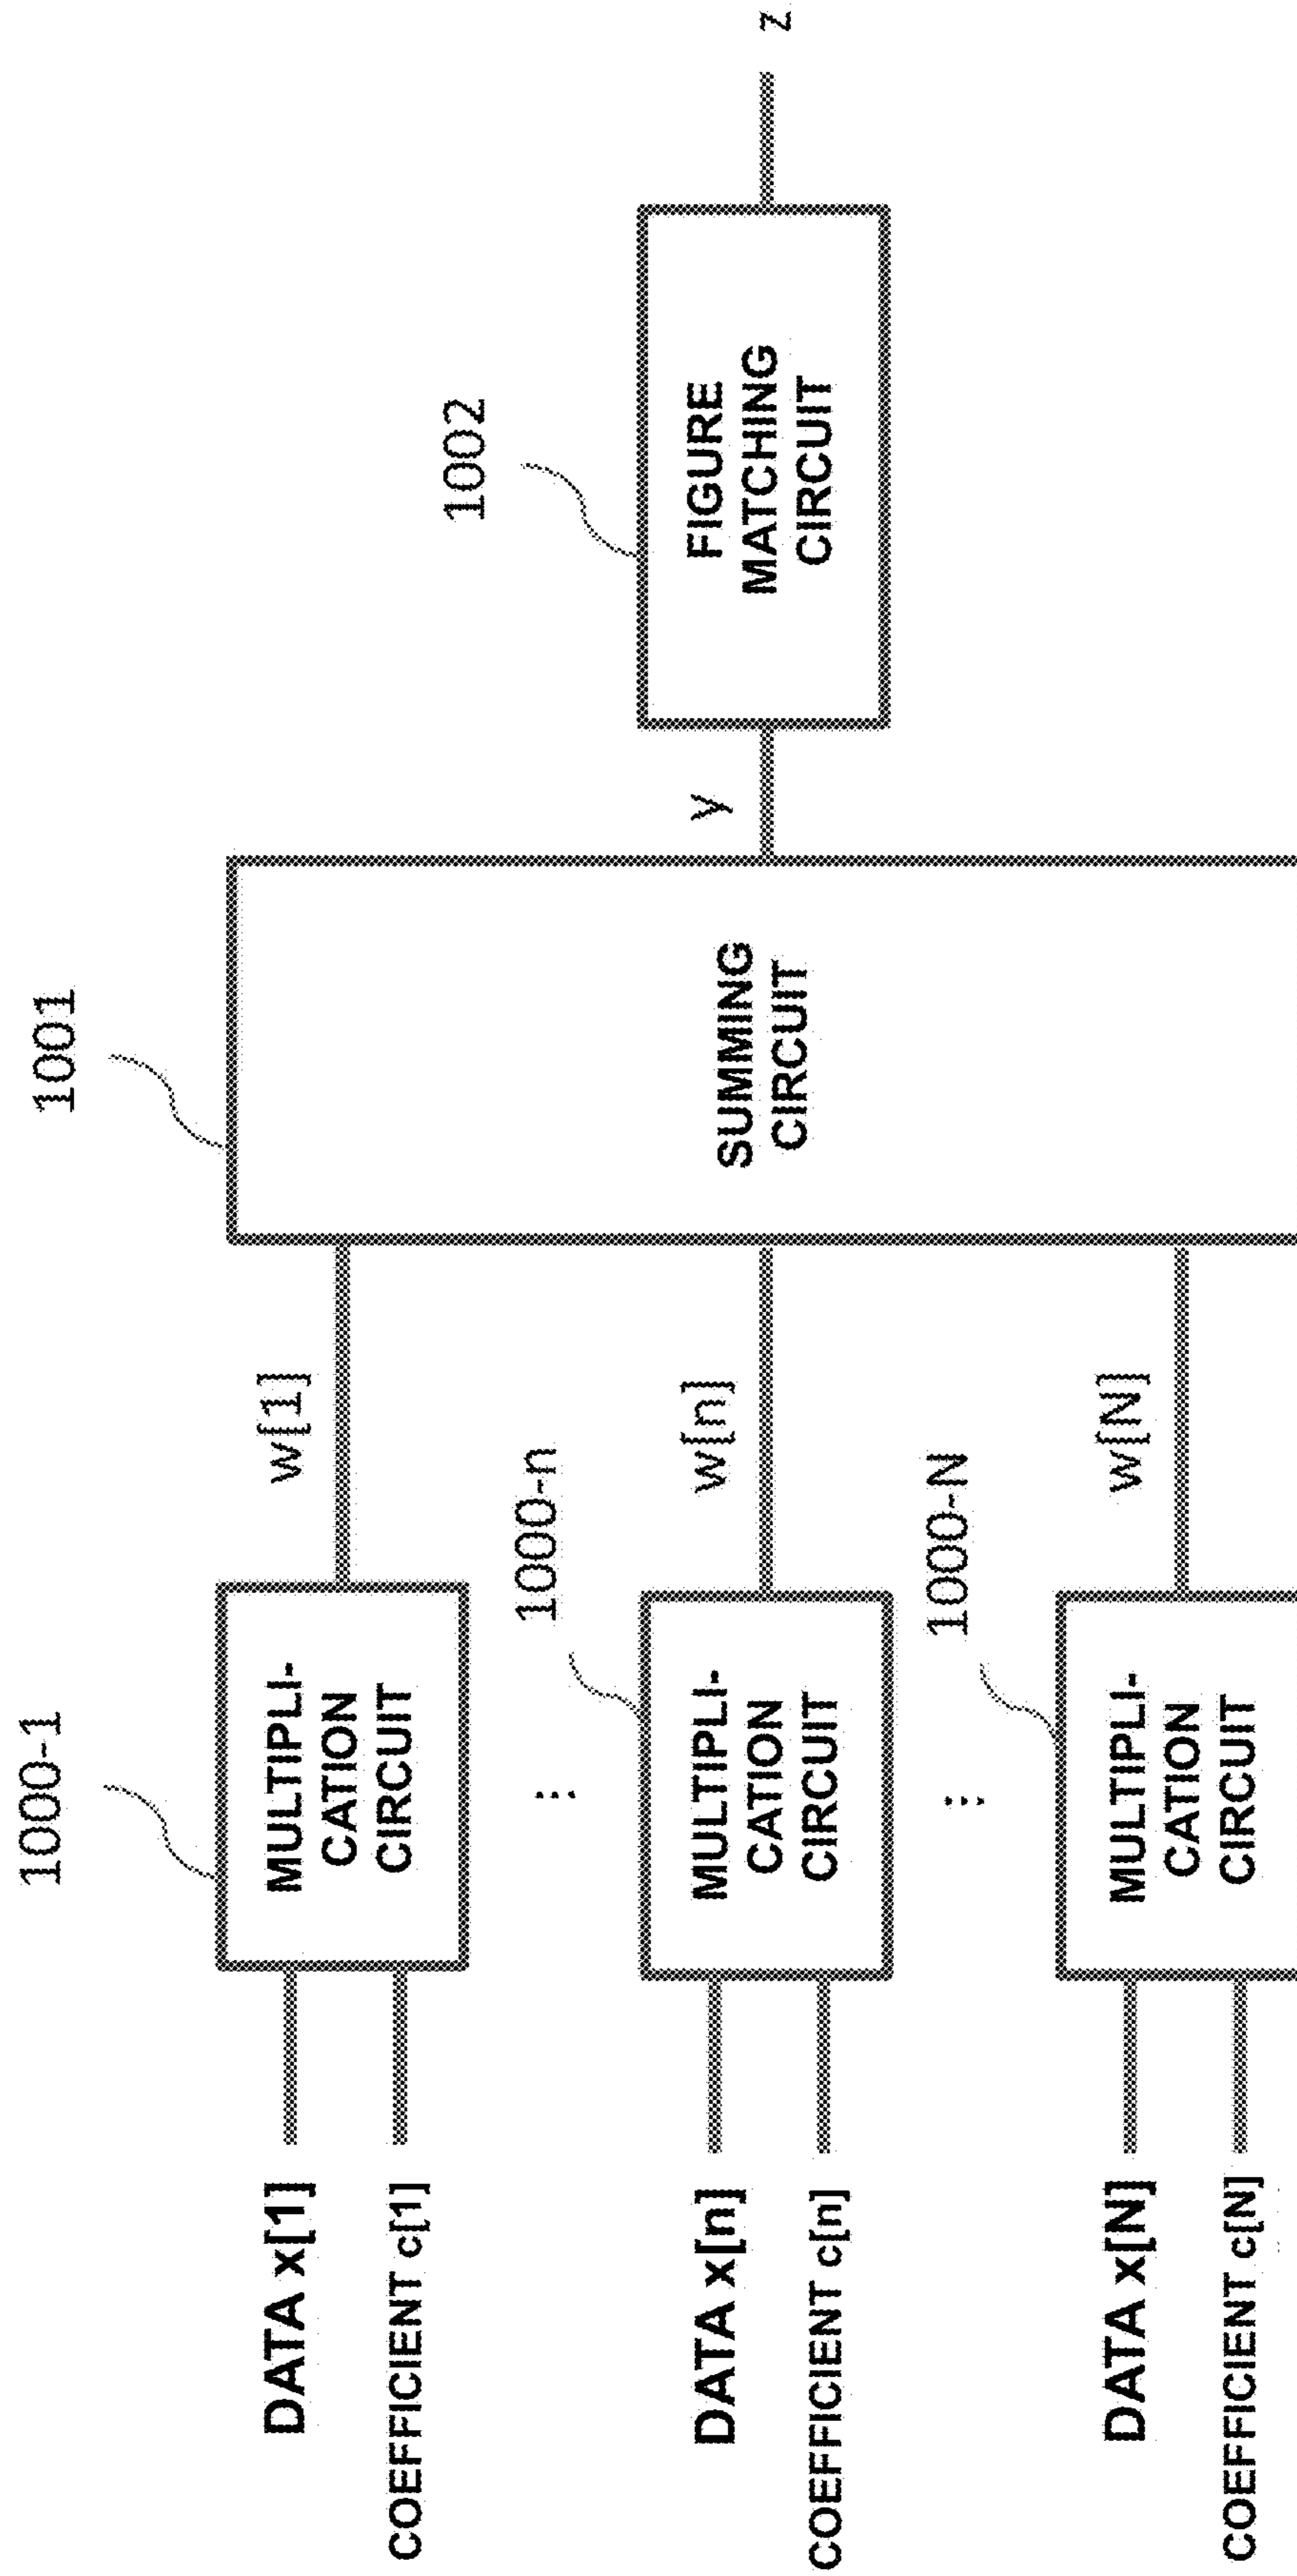 1000-1
1001
DATA x[1]
COEFFICIENT c[1]
MULTIPLI-
CATION
CIRCUIT
w[1]
1000-n
1002
DATA x[n]
COEFFICIENT c[n]
MULTIPLI-
CATION
CIRCUIT
w[n]
SUMMING
CIRCUIT
y
FIGURE
MATCHING
CIRCUIT
z
1000-N
DATA x[N]
COEFFICIENT c[N]
MULTIPLI-
CATION
CIRCUIT
w[N]